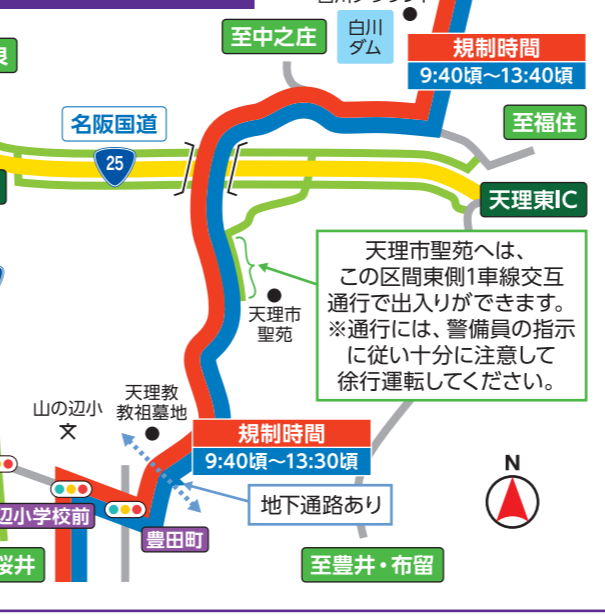 至中之庄
白川
ダム
規制時間
9:40頃～13:40頃
良
至福住
名阪国道
25
天理東IC
天理市聖苑へは、
この区間東側1車線交互
通行で出入りができます。
※通行には、警備員の指示
に従い十分に注意して
徐行運転してください。
天理市
聖苑
山の辺小
文
天理教
教祖墓地
規制時間
9:40頃～13:30頃
地下通路あり
N
辺小学校前
豊田町
桜井
至豊井・布留